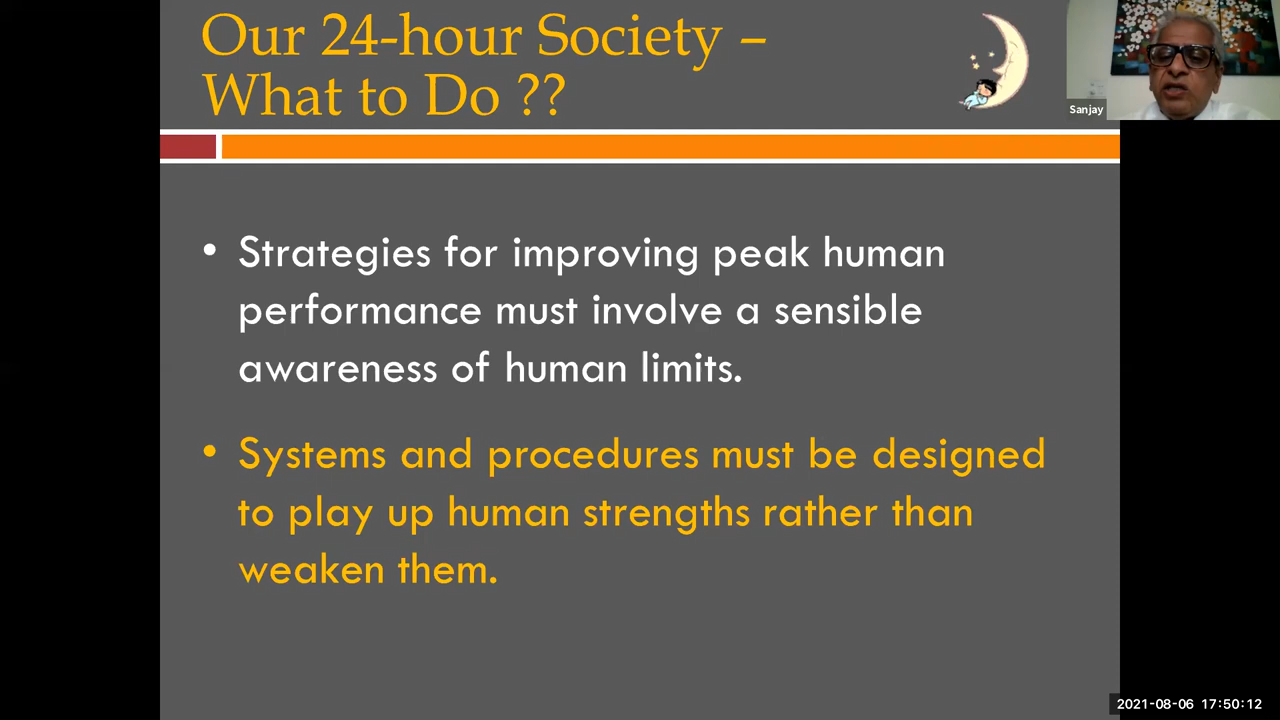 Our 24-hour Society –
What to Do ??
Sanjay
• Strategies for improving peak human
performance must involve a sensible
awareness of human limits.
• Systems and procedures must be designed
to play up human strengths rather than
weaken them.
2021-08-06 17:50:12